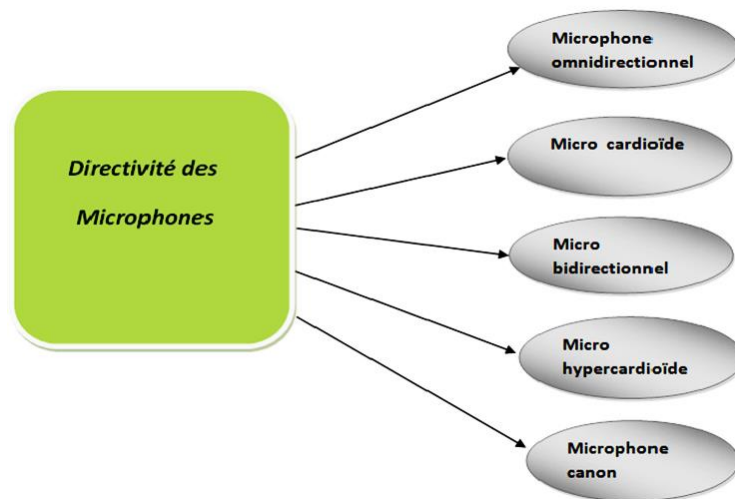 Directivité des
Microphones
Microphone
omnidirectionnel
Micro cardioïde
Micro
bidirectionnel
Micro
hypercardioïde
Microphone
canon